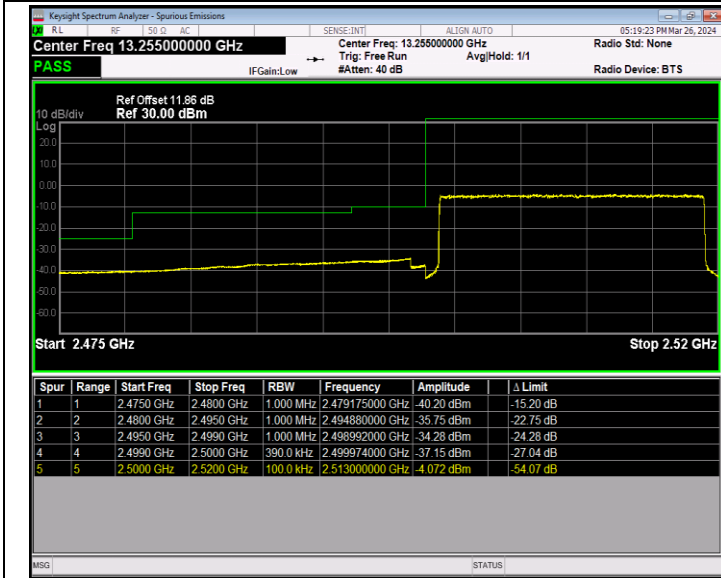 Keysight Spectrum Analyzer - Spurious Emissions
RL RF 50 Ω AC SENSE:INT ALIGN AUTO 05:19:23 PM Mar 26, 2024
Center Freq 13.255000000 GHz Center Freq: 13.255000000 GHz Radio Std: None
Trig: Free Run Avg|Hold: 1/1
PASS IFGain:Low #Atten: 40 dB Radio Device: BTS
Ref Offset 11.86 dB
10 dB/div Ref 30.00 dBm
Log
20.0
10.0
0.00
-10.0
-20.0
-30.0
-40.0
-50.0
-60.0
Start 2.475 GHz Stop 2.52 GHz
Spur Range Start Freq Stop Freq RBW Frequency Amplitude Δ Limit
1 1 2.4750 GHz 2.4800 GHz 1.000 MHz 2.479175000 GHz -40.20 dBm -15.20 dB
2 2 2.4800 GHz 2.4950 GHz 1.000 MHz 2.494880000 GHz -35.75 dBm -22.75 dB
3 3 2.4950 GHz 2.4990 GHz 1.000 MHz 2.498992000 GHz -34.28 dBm -24.28 dB
4 4 2.4990 GHz 2.5000 GHz 390.0 kHz 2.499974000 GHz -37.15 dBm -27.04 dB
5 5 2.5000 GHz 2.5200 GHz 100.0 kHz 2.513000000 GHz -4.072 dBm -54.07 dB
MSG STATUS